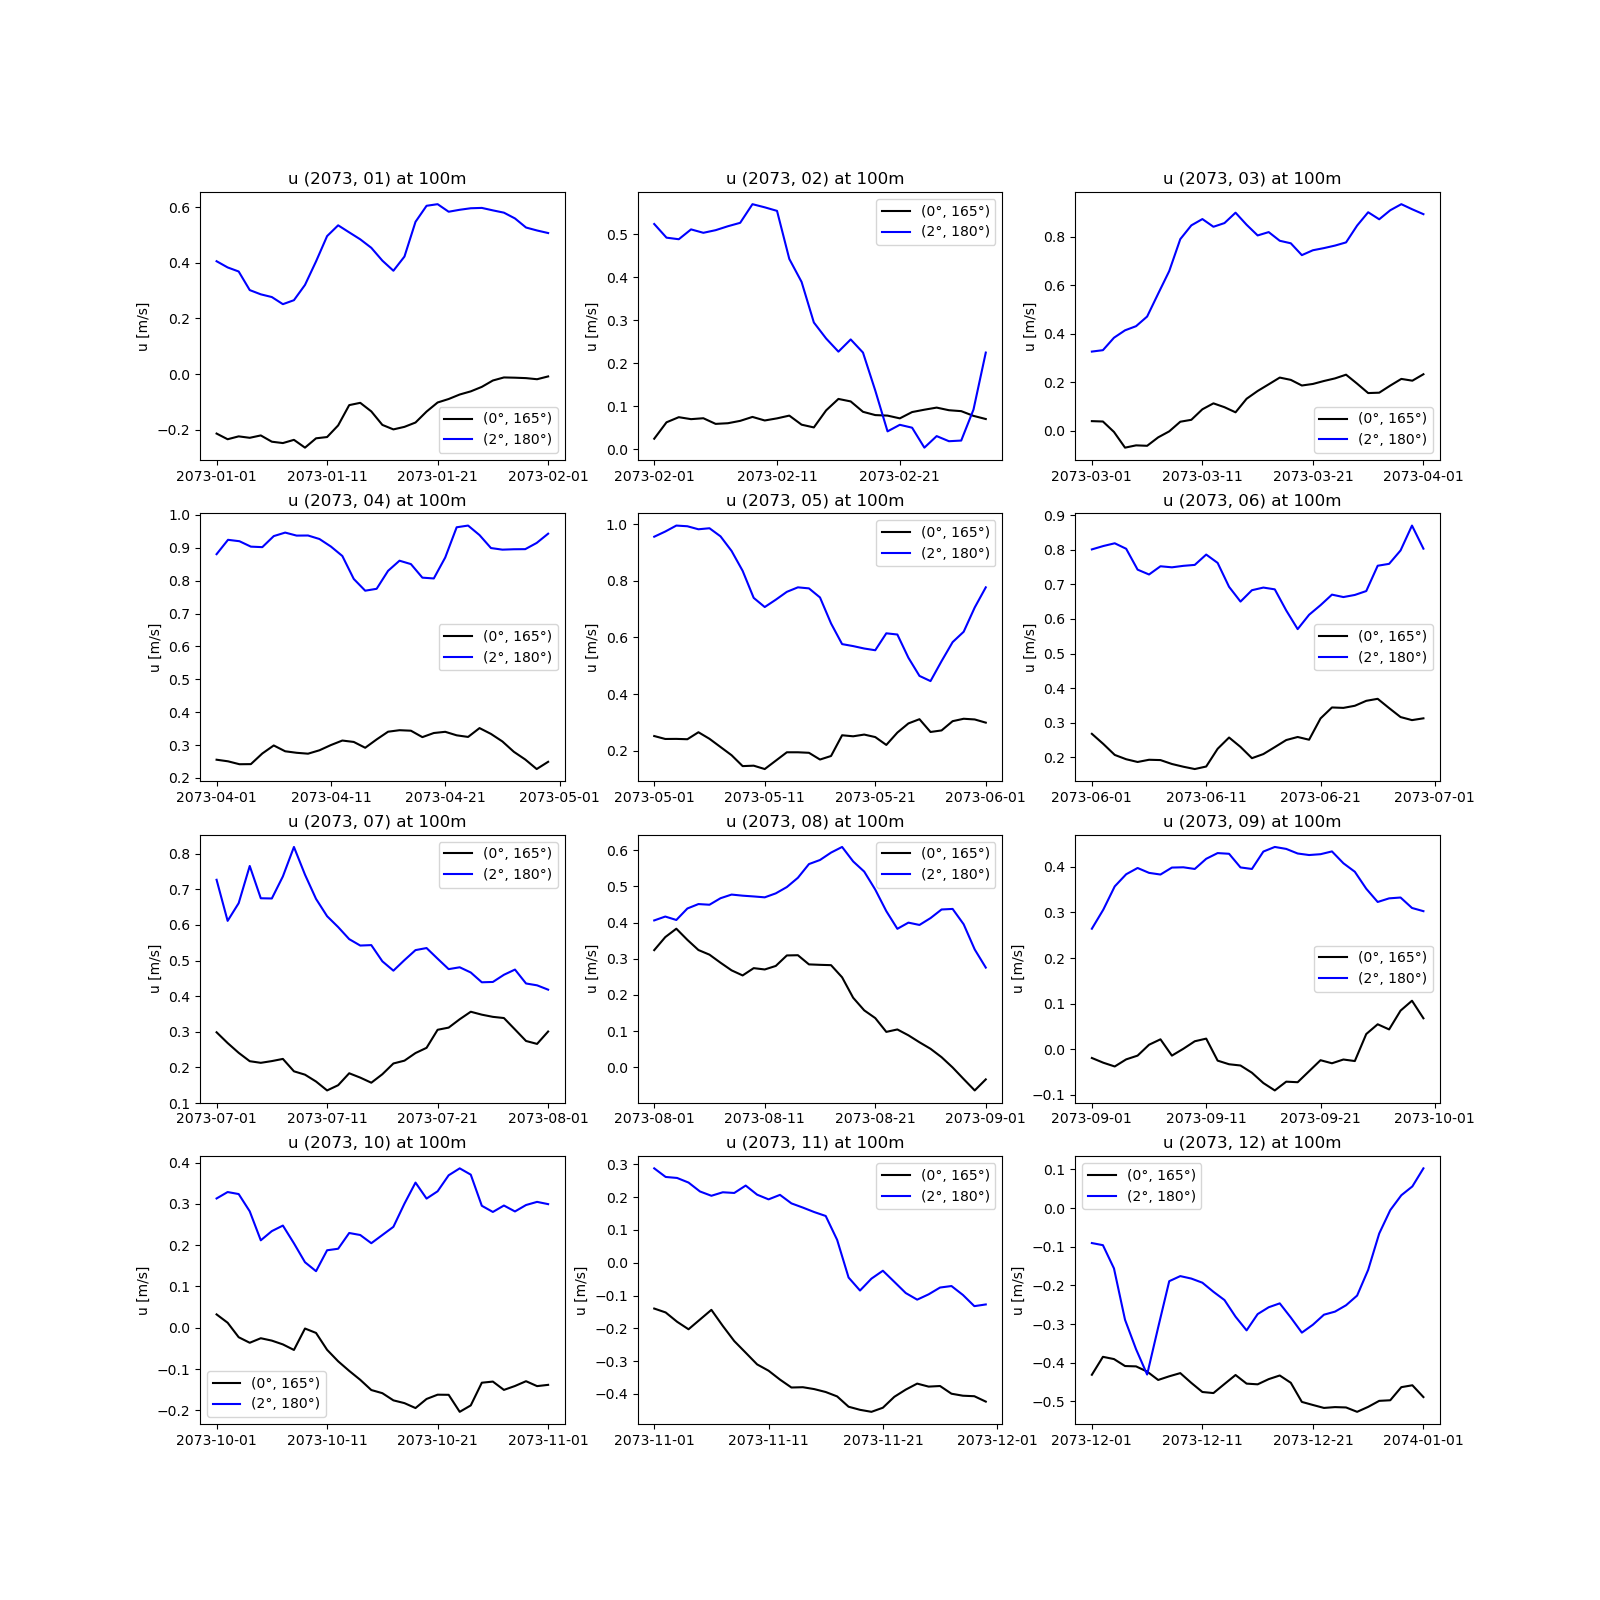 u (2073, 01) at 100m
u (2073, 02) at 100m
u (2073, 03) at 100m
u [m/s]
0.6
0.4
0.2
0.0
−0.2
(0°, 165°)
(2°, 180°)
2073-01-01 2073-01-11 2073-01-21 2073-02-01
u [m/s]
0.5
0.4
0.3
0.2
0.1
0.0
(0°, 165°)
(2°, 180°)
2073-02-01 2073-02-11 2073-02-21
u [m/s]
0.8
0.6
0.4
0.2
0.0
(0°, 165°)
(2°, 180°)
2073-03-01 2073-03-11 2073-03-21 2073-04-01
u (2073, 04) at 100m
u (2073, 05) at 100m
u (2073, 06) at 100m
u [m/s]
1.0
0.9
0.8
0.7
0.6
0.5
0.4
0.3
0.2
(0°, 165°)
(2°, 180°)
2073-04-01 2073-04-11 2073-04-21 2073-05-01
u [m/s]
1.0
0.8
0.6
0.4
0.2
(0°, 165°)
(2°, 180°)
2073-05-01 2073-05-11 2073-05-21 2073-06-01
u [m/s]
0.9
0.8
0.7
0.6
0.5
0.4
0.3
0.2
(0°, 165°)
(2°, 180°)
2073-06-01 2073-06-11 2073-06-21 2073-07-01
u (2073, 07) at 100m
u (2073, 08) at 100m
u (2073, 09) at 100m
u [m/s]
0.8
0.7
0.6
0.5
0.4
0.3
0.2
0.1
(0°, 165°)
(2°, 180°)
2073-07-01 2073-07-11 2073-07-21 2073-08-01
u [m/s]
0.6
0.5
0.4
0.3
0.2
0.1
0.0
(0°, 165°)
(2°, 180°)
2073-08-01 2073-08-11 2073-08-21 2073-09-01
u [m/s]
0.4
0.3
0.2
0.1
0.0
−0.1
(0°, 165°)
(2°, 180°)
2073-09-01 2073-09-11 2073-09-21 2073-10-01
u (2073, 10) at 100m
u (2073, 11) at 100m
u (2073, 12) at 100m
u [m/s]
0.4
0.3
0.2
0.1
0.0
−0.1
−0.2
(0°, 165°)
(2°, 180°)
2073-10-01 2073-10-11 2073-10-21 2073-11-01
u [m/s]
0.3
0.2
0.1
0.0
−0.1
−0.2
−0.3
−0.4
(0°, 165°)
(2°, 180°)
2073-11-01 2073-11-11 2073-11-21 2073-12-01
u [m/s]
0.1
0.0
−0.1
−0.2
−0.3
−0.4
−0.5
(0°, 165°)
(2°, 180°)
2073-12-01 2073-12-11 2073-12-21 2074-01-01